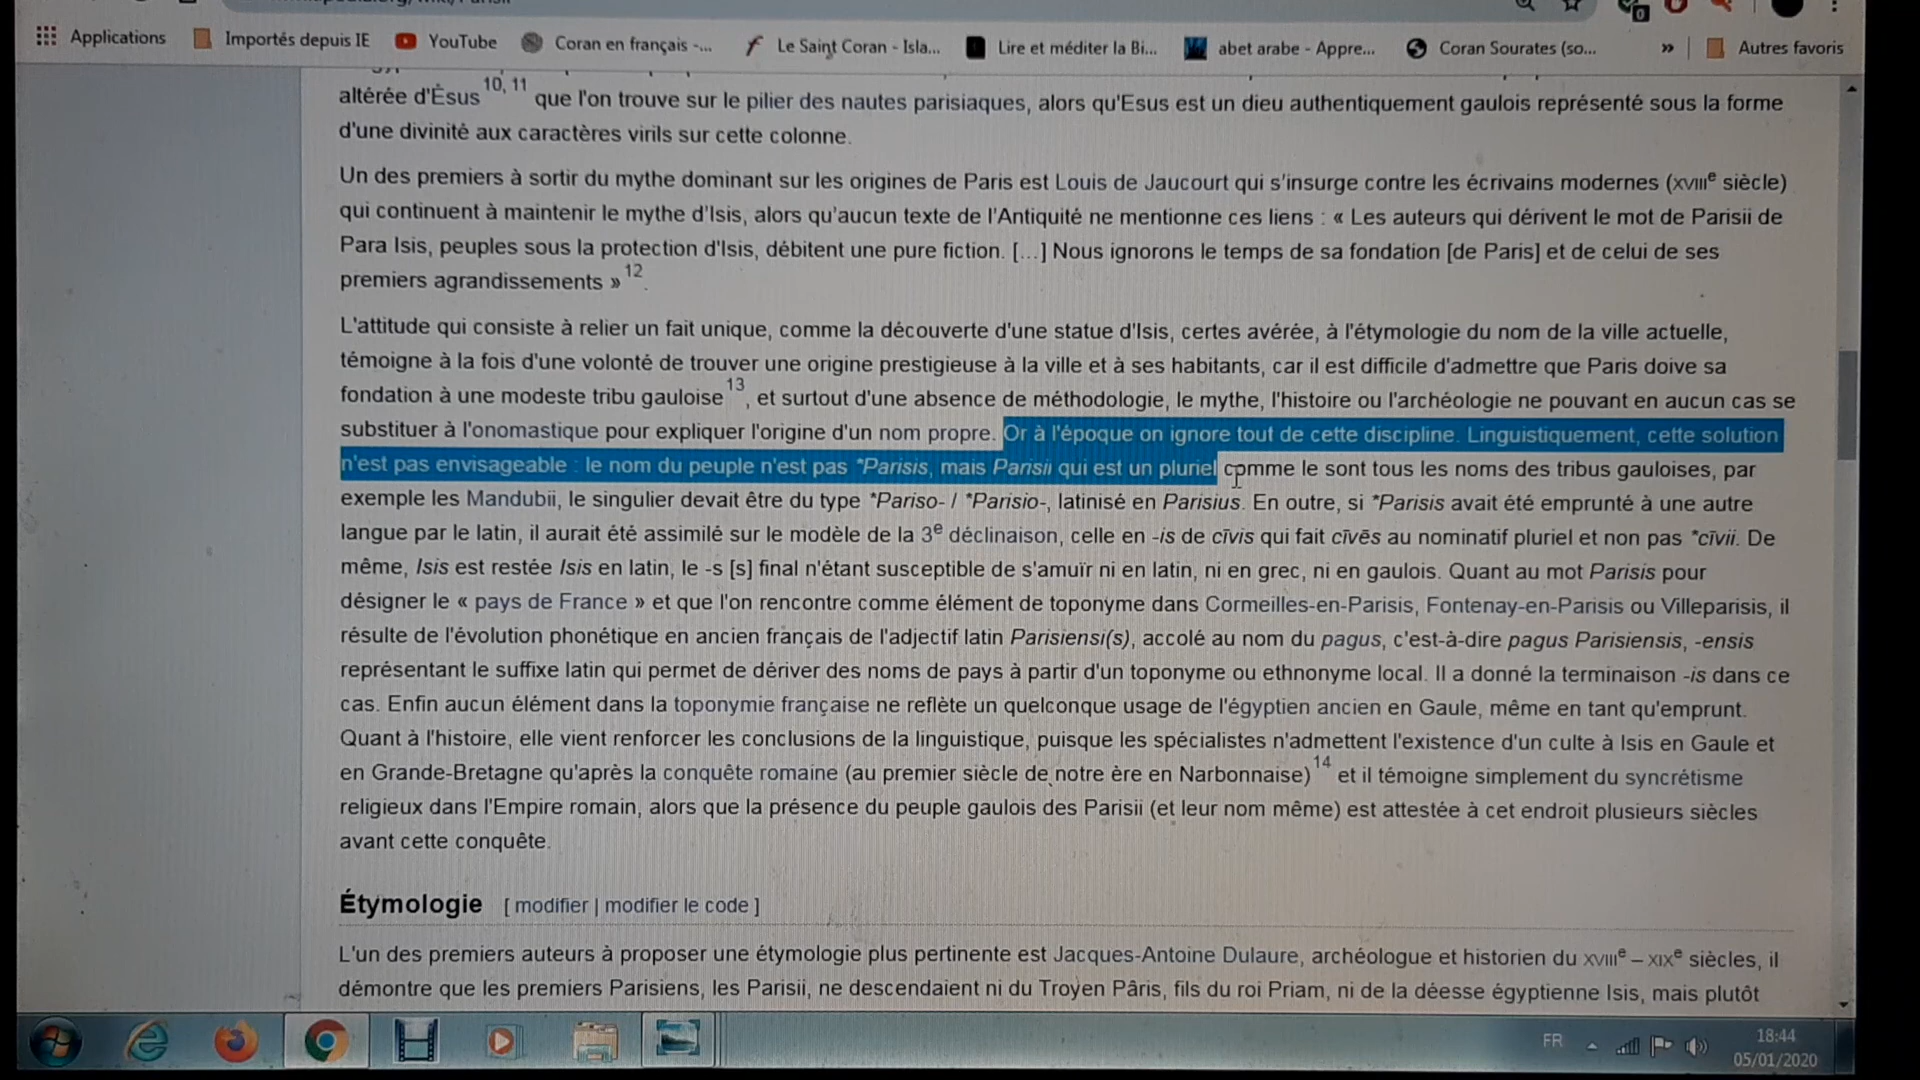 Applications Importés depuis IE YouTube Coran en français -... Le Saint Coran - Isla... Lire et méditer la Bi... abet arabe - Appre... Coran Sourates (so... » Autres favoris
altérée d'Ésus 10, 11 que l'on trouve sur le pilier des nautes parisiaques, alors qu'Esus est un dieu authentiquement gaulois représenté sous la forme
d'une divinité aux caractères virils sur cette colonne.
Un des premiers à sortir du mythe dominant sur les origines de Paris est Louis de Jaucourt qui s'insurge contre les écrivains modernes (XVIIIe siècle)
qui continuent à maintenir le mythe d'Isis, alors qu'aucun texte de l'Antiquité ne mentionne ces liens : « Les auteurs qui dérivent le mot de Parisii de
Para Isis, peuples sous la protection d'Isis, débitent une pure fiction. [...] Nous ignorons le temps de sa fondation [de Paris] et de celui de ses
premiers agrandissements » 12.
L'attitude qui consiste à relier un fait unique, comme la découverte d'une statue d'Isis, certes avérée, à l'étymologie du nom de la ville actuelle,
témoigne à la fois d'une volonté de trouver une origine prestigieuse à la ville et à ses habitants, car il est difficile d'admettre que Paris doive sa
fondation à une modeste tribu gauloise 13, et surtout d'une absence de méthodologie, le mythe, l'histoire ou l'archéologie ne pouvant en aucun cas se
substituer à l'onomastique pour expliquer l'origine d'un nom propre. Or à l'époque on ignore tout de cette discipline. Linguistiquement, cette solution
n'est pas envisageable : le nom du peuple n'est pas *Parisis, mais Parisii qui est un pluriel comme le sont tous les noms des tribus gauloises, par
exemple les Mandubii, le singulier devait être du type *Pariso- / *Parisio-, latinisé en Parisius. En outre, si *Parisis avait été emprunté à une autre
langue par le latin, il aurait été assimilé sur le modèle de la 3e déclinaison, celle en -is de cīvis qui fait cīvēs au nominatif pluriel et non pas *cīvii. De
même, Isis est restée Isis en latin, le -s [s] final n'étant susceptible de s'amuïr ni en latin, ni en grec, ni en gaulois. Quant au mot Parisis pour
désigner le « pays de France » et que l'on rencontre comme élément de toponyme dans Cormeilles-en-Parisis, Fontenay-en-Parisis ou Villeparisis, il
résulte de l'évolution phonétique en ancien français de l'adjectif latin Parisiensi(s), accolé au nom du pagus, c'est-à-dire pagus Parisiensis, -ensis
représentant le suffixe latin qui permet de dériver des noms de pays à partir d'un toponyme ou ethnonyme local. Il a donné la terminaison -is dans ce
cas. Enfin aucun élément dans la toponymie française ne reflète un quelconque usage de l'égyptien ancien en Gaule, même en tant qu'emprunt.
Quant à l'histoire, elle vient renforcer les conclusions de la linguistique, puisque les spécialistes n'admettent l'existence d'un culte à Isis en Gaule et
en Grande-Bretagne qu'après la conquête romaine (au premier siècle de notre ère en Narbonnaise) 14 et il témoigne simplement du syncrétisme
religieux dans l'Empire romain, alors que la présence du peuple gaulois des Parisii (et leur nom même) est attestée à cet endroit plusieurs siècles
avant cette conquête.
Étymologie [ modifier | modifier le code ]
L'un des premiers auteurs à proposer une étymologie plus pertinente est Jacques-Antoine Dulaure, archéologue et historien du XVIIIe – XIXe siècles, il
démontre que les premiers Parisiens, les Parisii, ne descendaient ni du Troyen Pâris, fils du roi Priam, ni de la déesse égyptienne Isis, mais plutôt
FR 18:44
05/01/2020